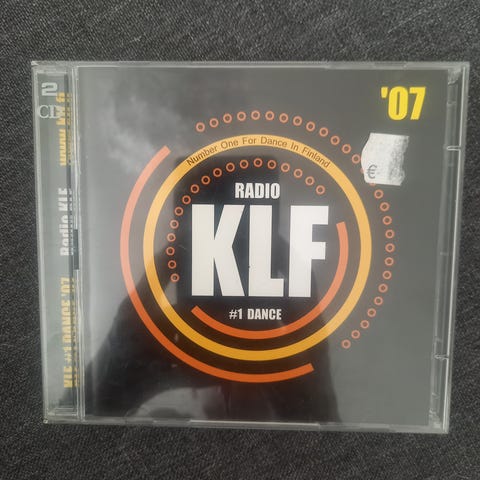 2
CD
KLF #1 DANCE '07
Radio KLF
'07
€
Number One For Dance In Finland
RADIO
KLF
#1 DANCE